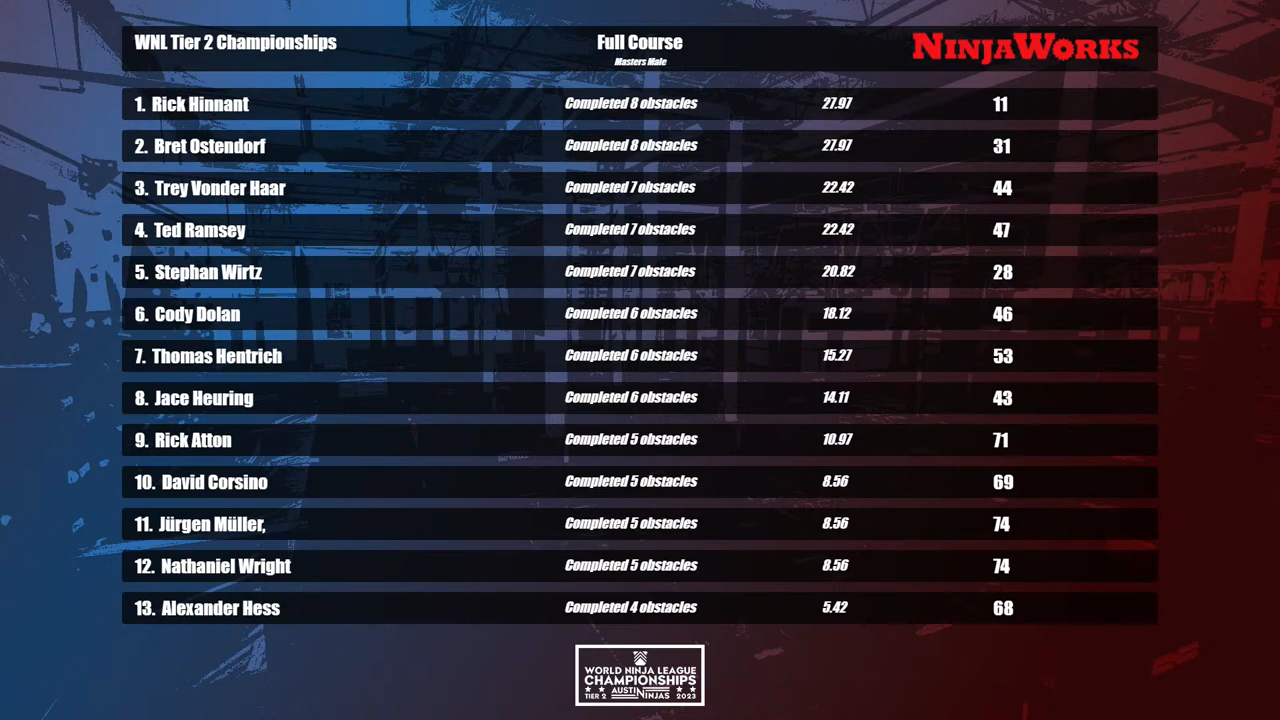 WNL Tier 2 Championships Full Course NINJAWORKS
Masters Male
1. Rick Hinnant Completed 8 obstacles 27.97 11
2. Bret Ostendorf Completed 8 obstacles 27.97 31
3. Trey Vonder Haar Completed 7 obstacles 22.42 44
4. Ted Ramsey Completed 7 obstacles 22.42 47
5. Stephan Wirtz Completed 7 obstacles 20.82 28
6. Cody Dolan Completed 6 obstacles 18.12 46
7. Thomas Hentrich Completed 6 obstacles 15.27 53
8. Jace Heuring Completed 6 obstacles 14.11 43
9. Rick Atton Completed 5 obstacles 10.97 71
10. David Corsino Completed 5 obstacles 8.56 69
11. Jürgen Müller, Completed 5 obstacles 8.56 74
12. Nathaniel Wright Completed 5 obstacles 8.56 74
13. Alexander Hess Completed 4 obstacles 5.42 68
WORLD NINJA LEAGUE
CHAMPIONSHIPS
TIER 2 AUSTIN NINJAS 2023